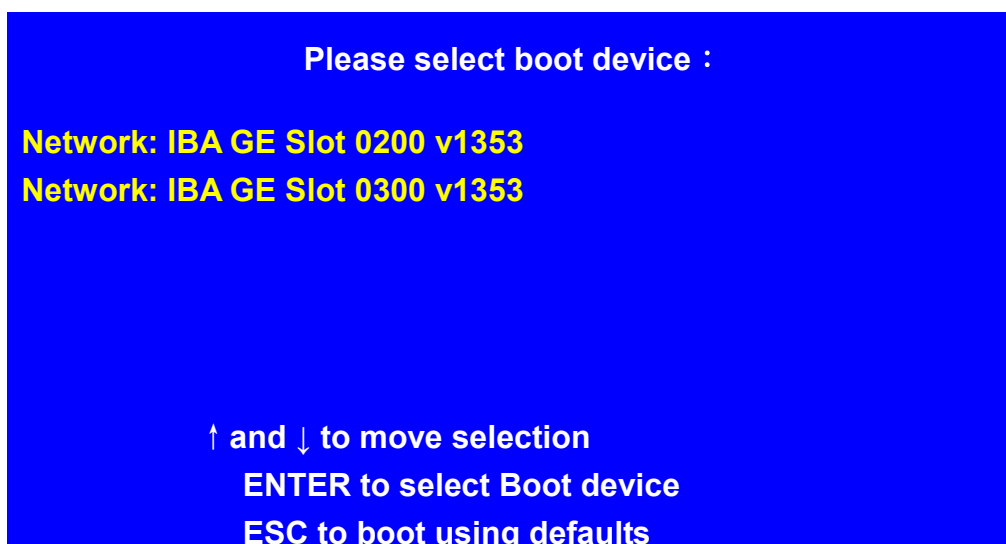 Please select boot device：
Network: IBA GE Slot 0200 v1353
Network: IBA GE Slot 0300 v1353
↑ and ↓ to move selection
ENTER to select Boot device
ESC to boot using defaults